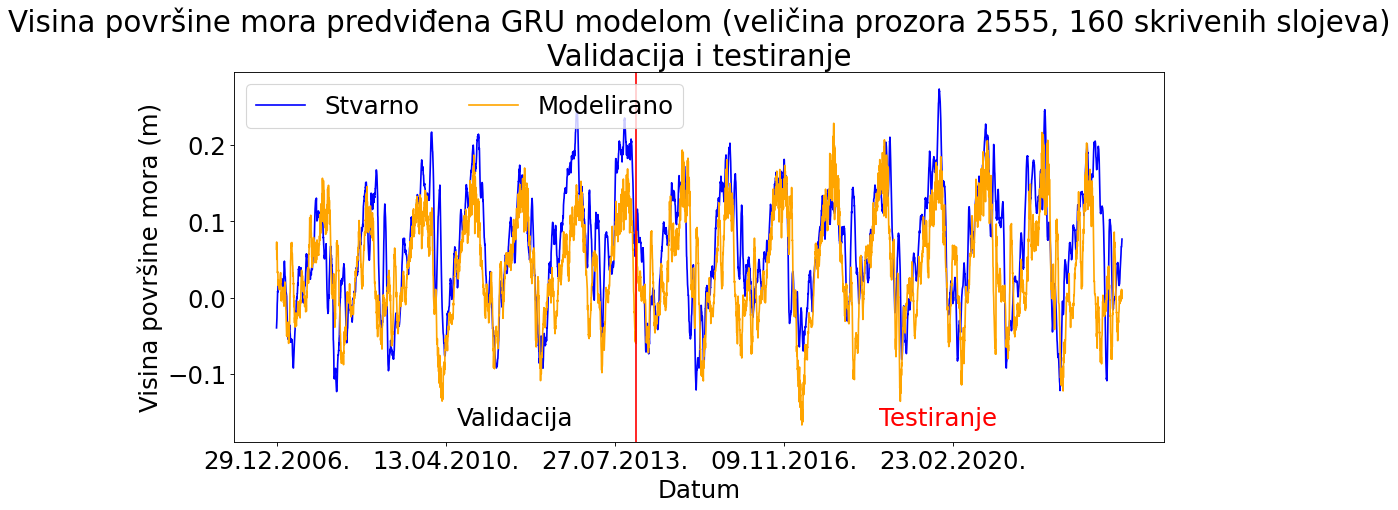 Visina površine mora predviđena GRU modelom (veličina prozora 2555, 160 skrivenih slojeva)
Validacija i testiranje
Stvarno
Modelirano
Visina površine mora (m)
0.2
0.1
0.0
−0.1
Validacija
Testiranje
29.12.2006.
13.04.2010.
27.07.2013.
09.11.2016.
23.02.2020.
Datum